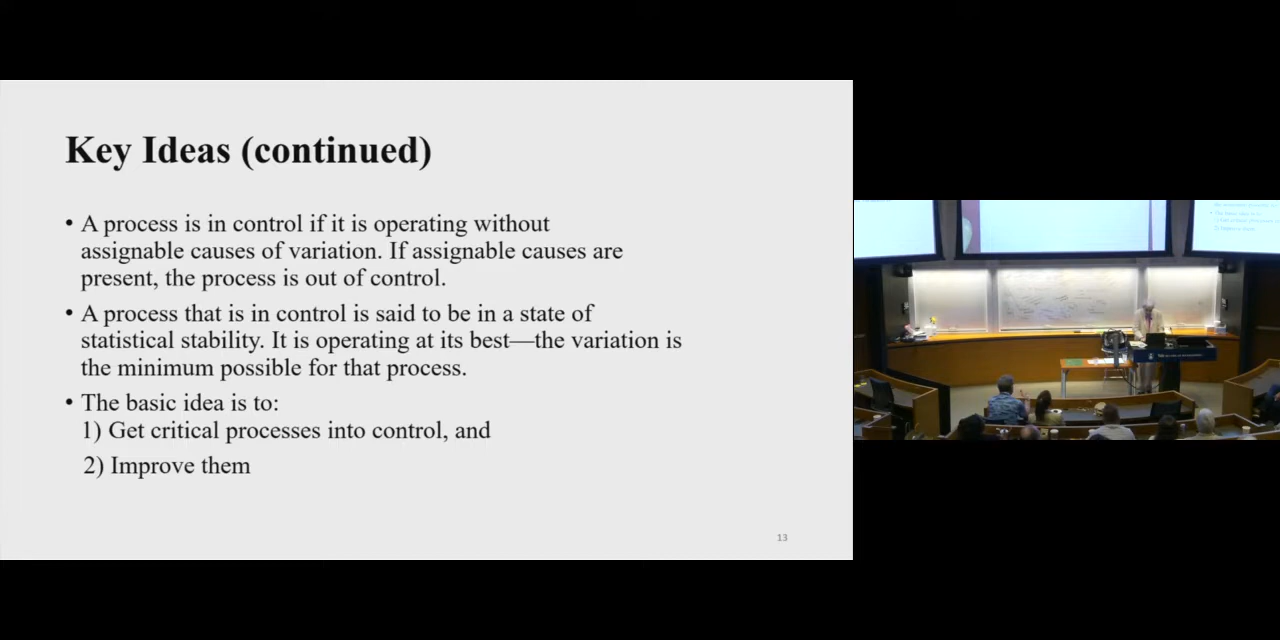 Key Ideas (continued)
• A process is in control if it is operating without
assignable causes of variation. If assignable causes are
present, the process is out of control.
• A process that is in control is said to be in a state of
statistical stability. It is operating at its best—the variation is
the minimum possible for that process.
• The basic idea is to:
1) Get critical processes into control, and
2) Improve them
13